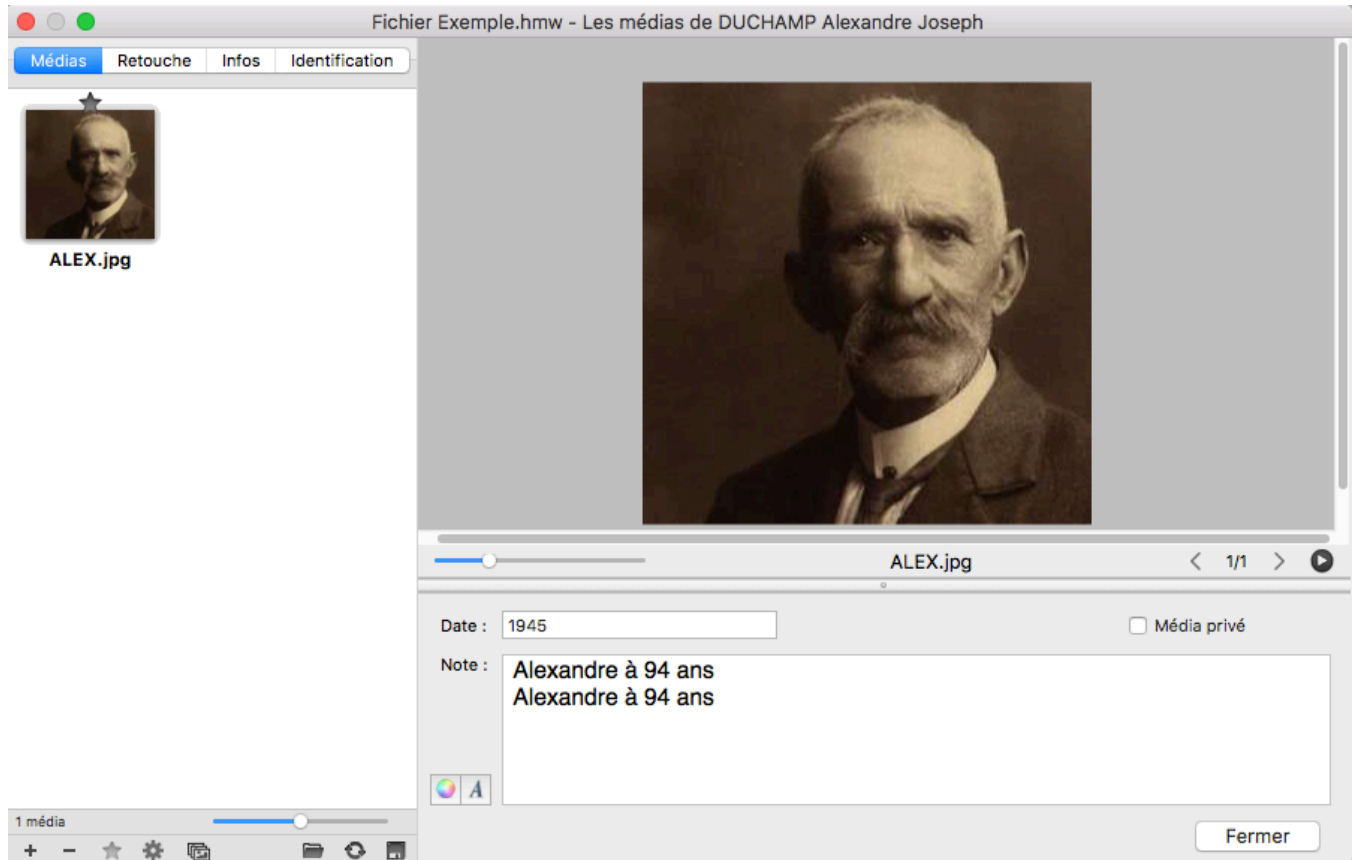 Fichier Exemple.hmw - Les médias de DUCHAMP Alexandre Joseph
Médias Retouche Infos Identification
ALEX.jpg
ALEX.jpg 1/1
Date : 1945 Média privé
Note : Alexandre à 94 ans
Alexandre à 94 ans
A
1 média
Fermer